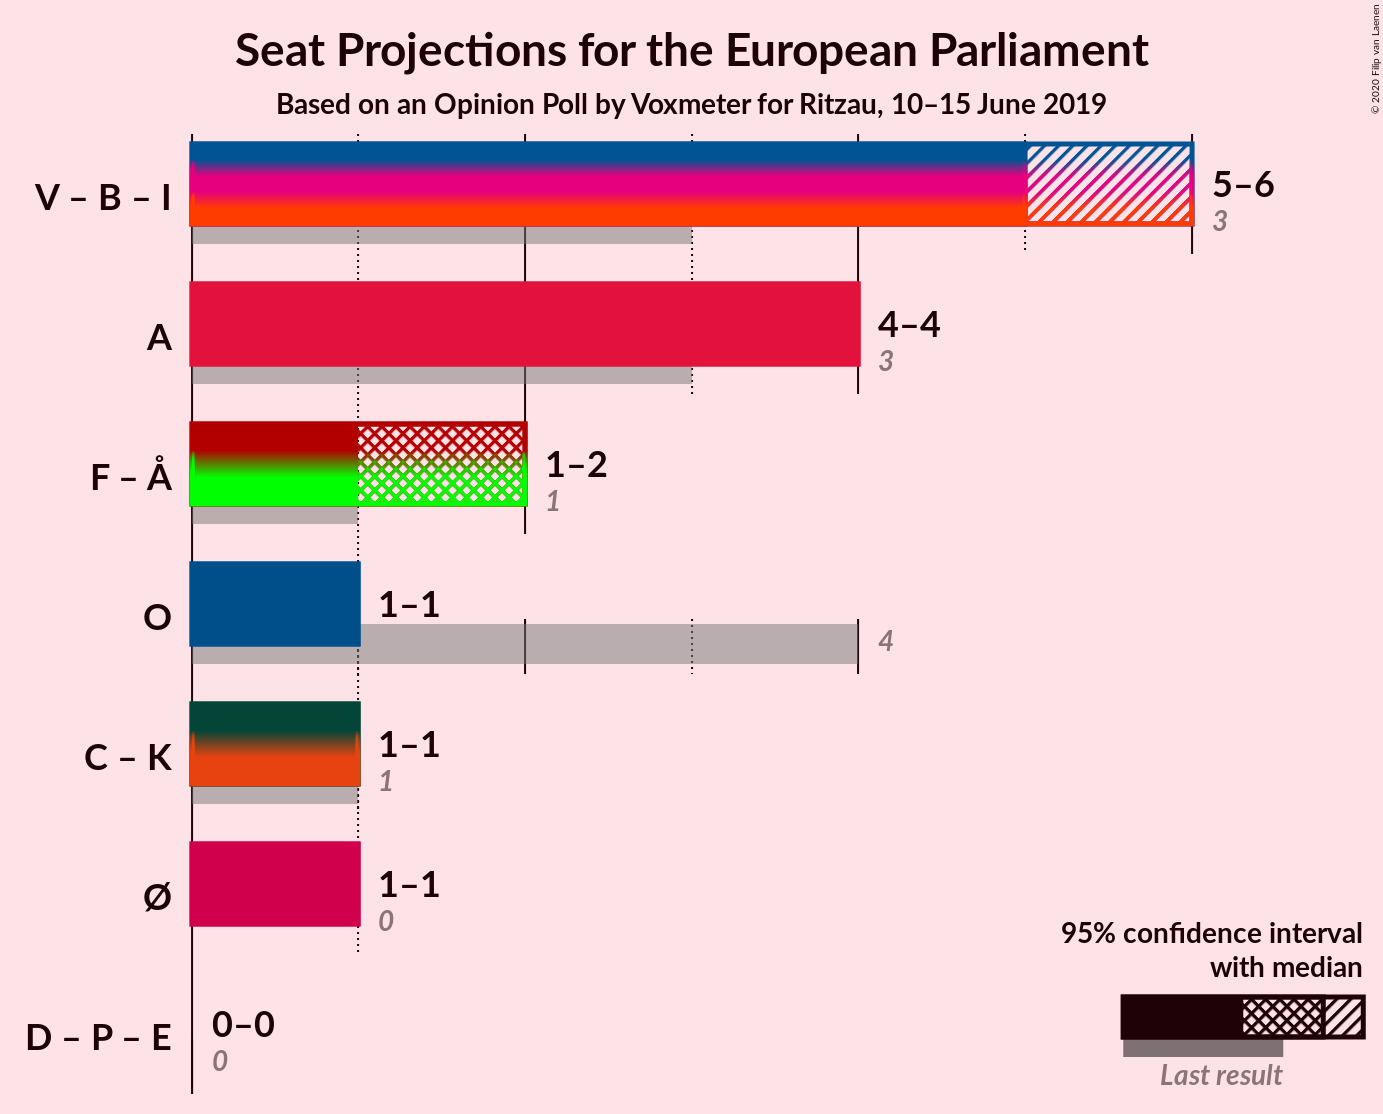 Seat Projections for the European Parliament
Based on an Opinion Poll by Voxmeter for Ritzau, 10–15 June 2019
© 2020 Filip van Laenen
V – B – I
5–6
3
A
4–4
3
F – Å
1–2
1
O
1–1
4
C – K
1–1
1
Ø
1–1
0
D – P – E
0–0
0
95% confidence interval
with median
Last result